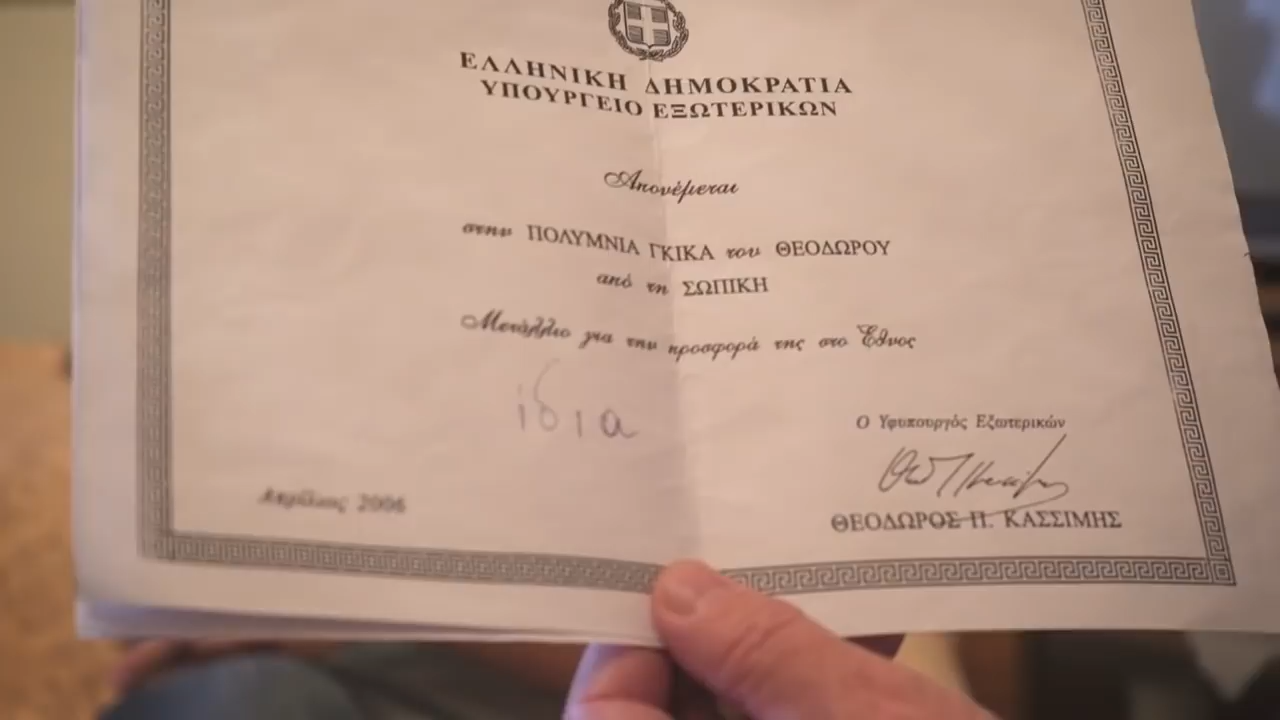 ΕΛΛΗΝΙΚΗ ΔΗΜΟΚΡΑΤΙΑ
ΥΠΟΥΡΓΕΙΟ ΕΞΩΤΕΡΙΚΩΝ
Απονέμεται
στην ΠΟΛΥΜΝΙΑ ΓΚΙΚΑ του ΘΕΟΔΩΡΟΥ
από τη ΣΩΠΙΚΗ
Μετάλλιο για την προσφορά της στο Έθνος
ίδια
Ο Υφυπουργός Εξωτερικών
Απρίλιος 2006
ΘΕΟΔΩΡΟΣ Π. ΚΑΣΣΙΜΗΣ